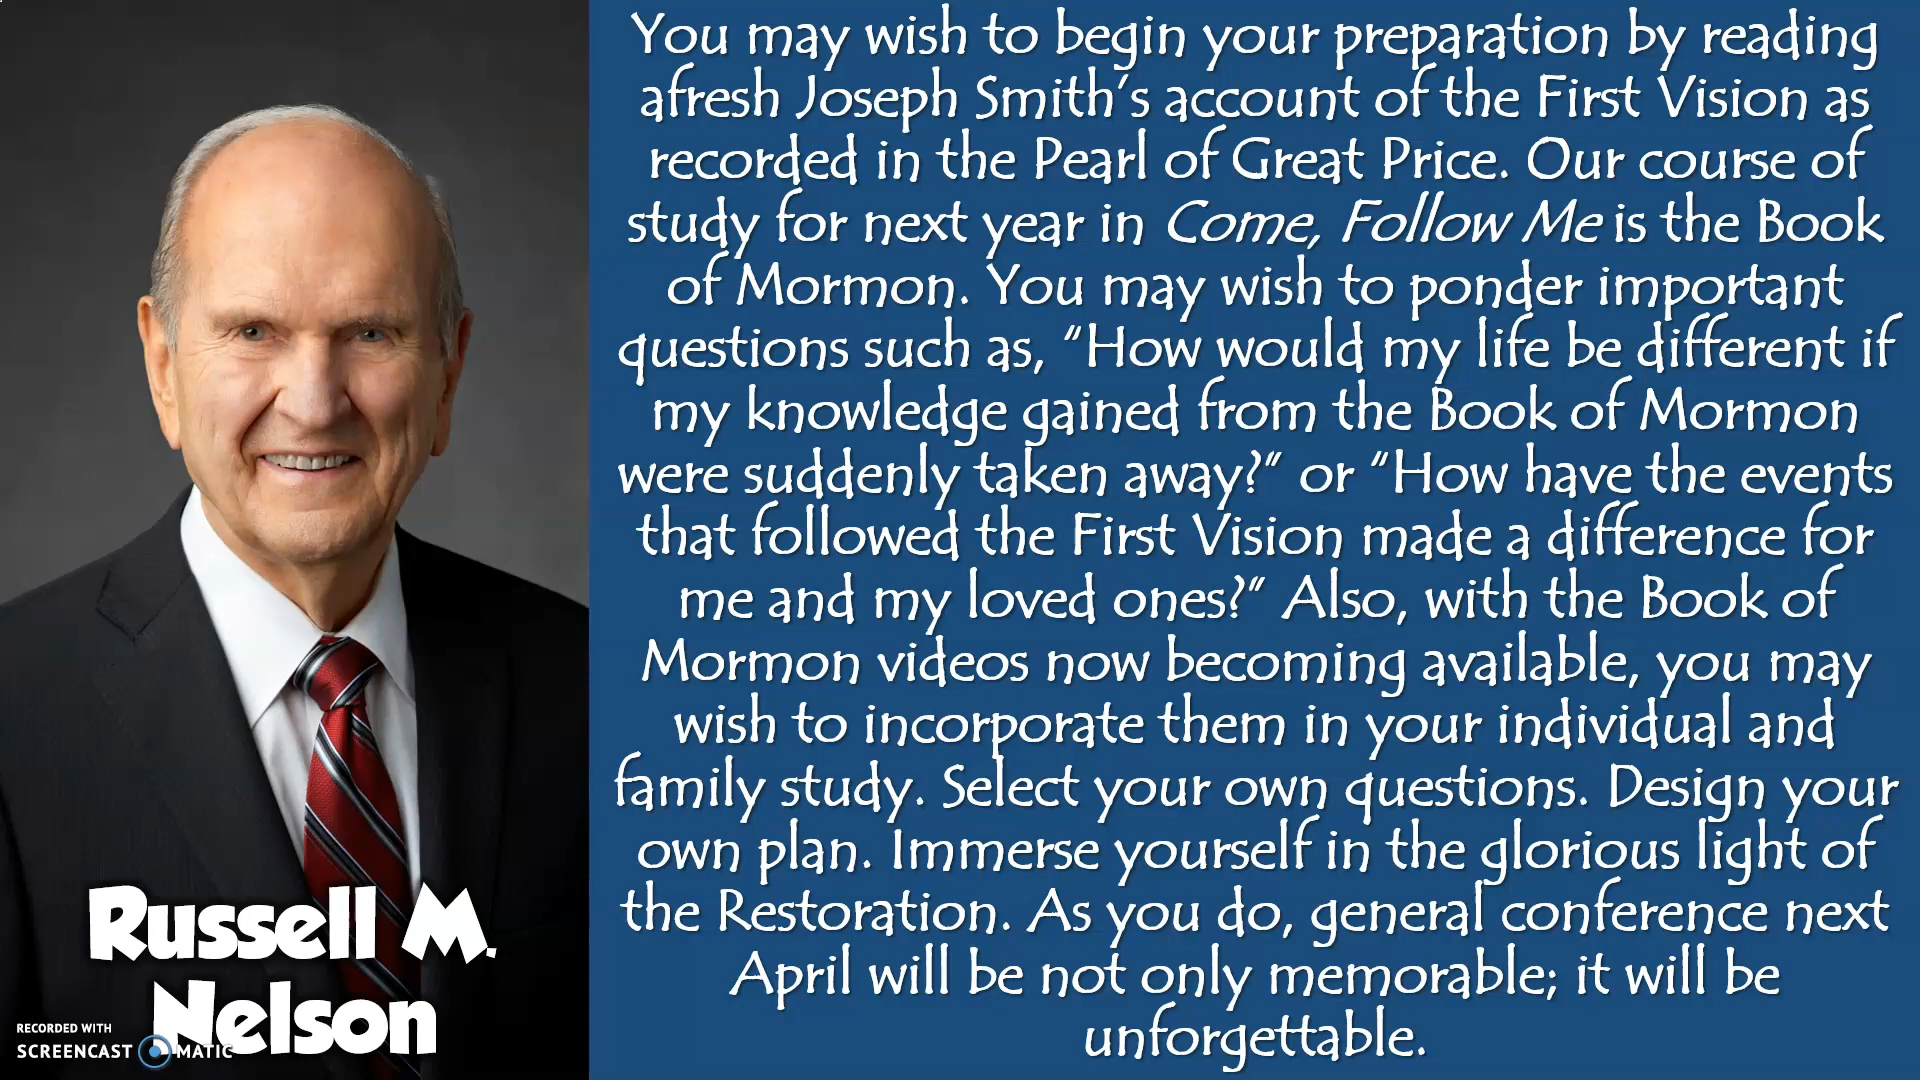 You may wish to begin your preparation by reading
afresh Joseph Smith's account of the First Vision as
recorded in the Pearl of Great Price. Our course of
study for next year in Come, Follow Me is the Book
of Mormon. You may wish to ponder important
questions such as, “How would my life be different if
my knowledge gained from the Book of Mormon
were suddenly taken away?” or “How have the events
that followed the First Vision made a difference for
me and my loved ones?” Also, with the Book of
Mormon videos now becoming available, you may
wish to incorporate them in your individual and
family study. Select your own questions. Design your
own plan. Immerse yourself in the glorious light of
the Restoration. As you do, general conference next
April will be not only memorable; it will be
unforgettable.
Russell M.
Nelson
RECORDED WITH
SCREENCAST MATIC